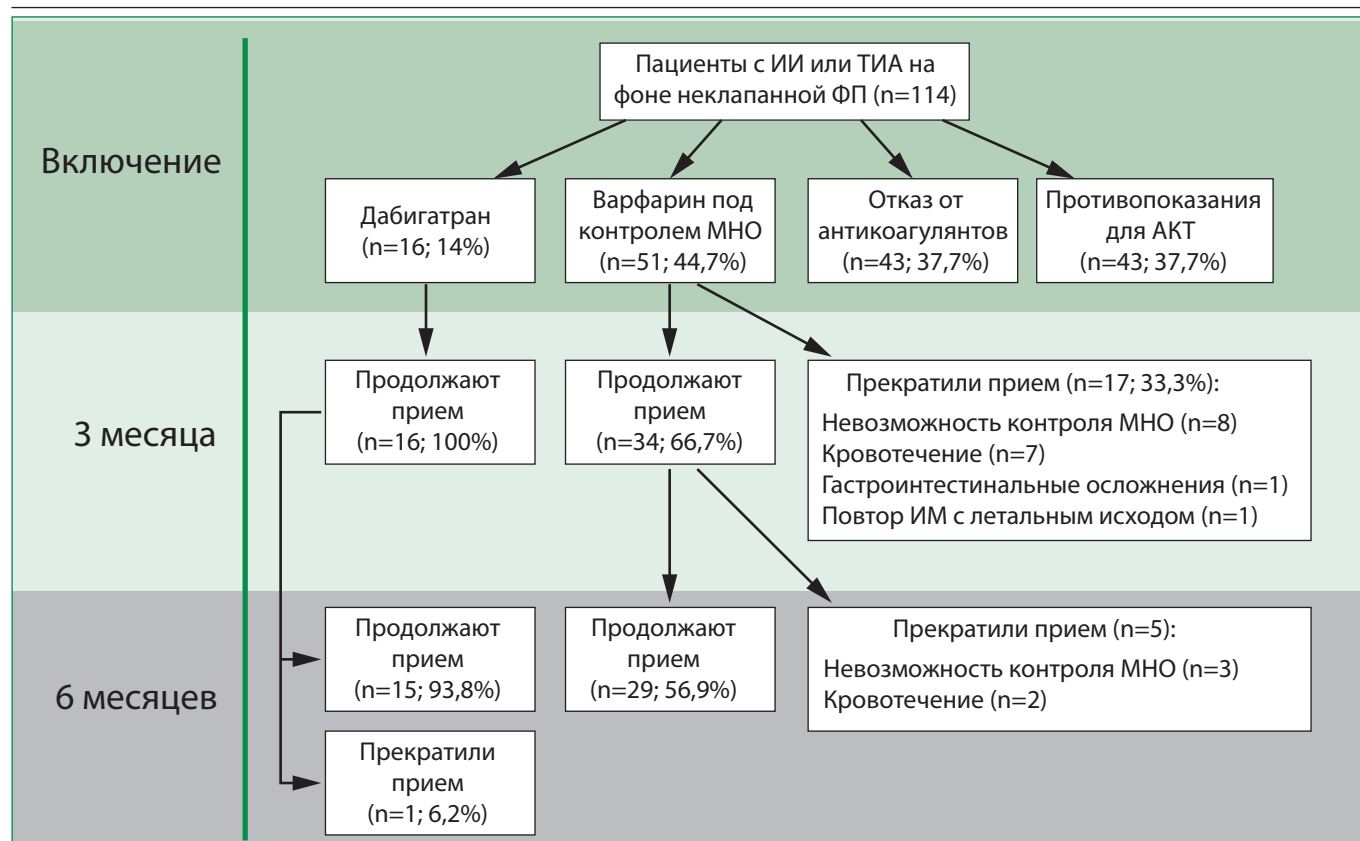 Включение
Пациенты с ИИ или ТИА на
фоне неклапанной ФП (n=114)
Дабигатран
(n=16; 14%)
Варфарин под
контролем МНО
(n=51; 44,7%)
Отказ от
антикоагулянтов
(n=43; 37,7%)
Противопоказания
для АКТ
(n=43; 37,7%)
3 месяца
Продолжают
прием
(n=16; 100%)
Продолжают
прием
(n=34; 66,7%)
Прекратили прием (n=17; 33,3%):
Невозможность контроля МНО (n=8)
Кровотечение (n=7)
Гастроинтестинальные осложнения (n=1)
Повтор ИМ с летальным исходом (n=1)
6 месяцев
Продолжают
прием
(n=15; 93,8%)
Продолжают
прием
(n=29; 56,9%)
Прекратили прием (n=5):
Невозможность контроля МНО (n=3)
Кровотечение (n=2)
Прекратили
прием
(n=1; 6,2%)